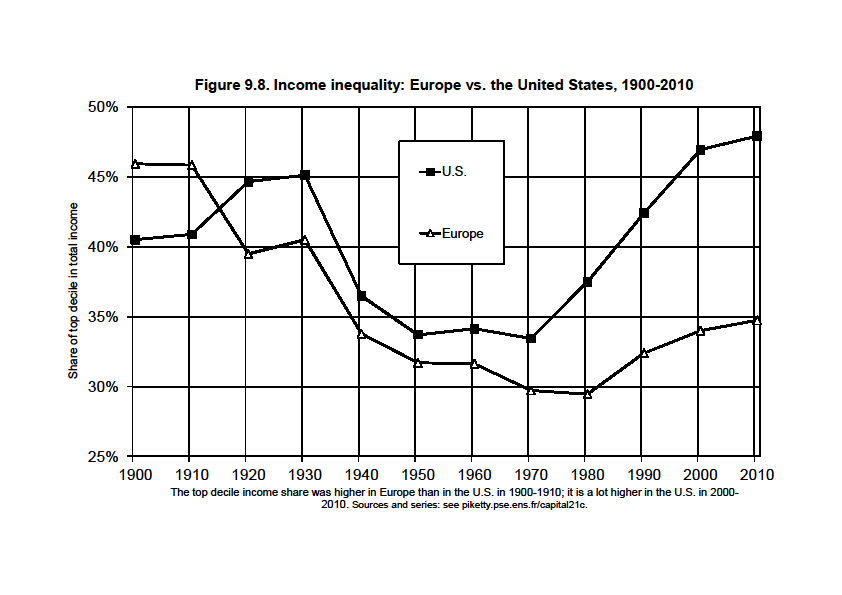 Figure 9.8. Income inequality: Europe vs. the United States, 1900-2010
50%
45%
40%
35%
30%
25%
Share of top decile in total income
U.S.
Europe
1900 1910 1920 1930 1940 1950 1960 1970 1980 1990 2000 2010
The top decile income share was higher in Europe than in the U.S. in 1900-1910; it is a lot higher in the U.S. in 2000-
2010. Sources and series: see piketty.pse.ens.fr/capital21c.